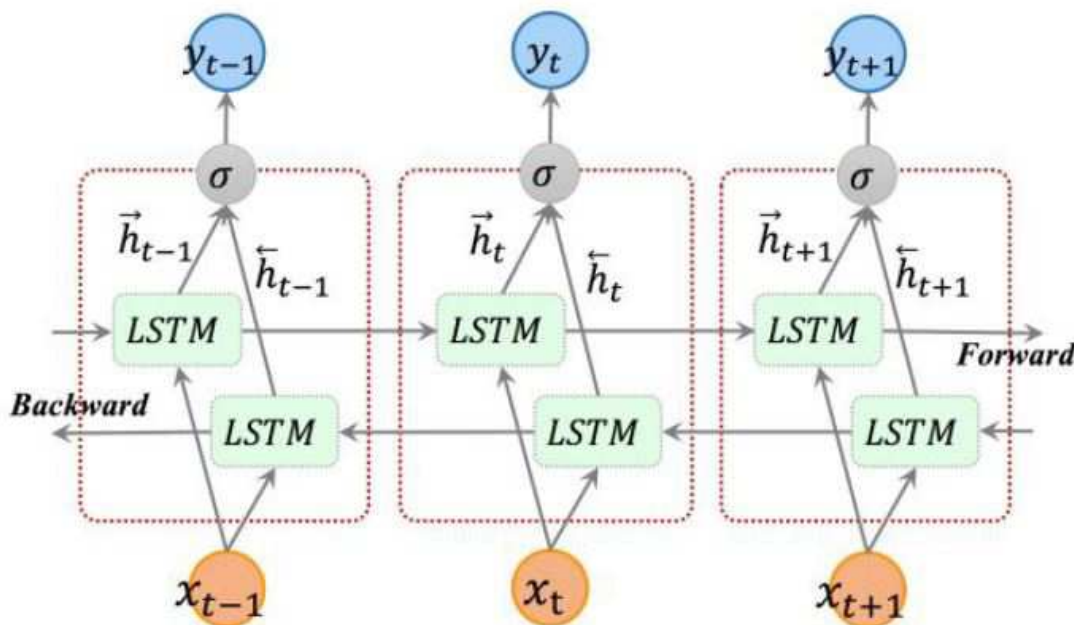 y_{t−1} y_t y_{t+1}
σ σ σ
h⃗_{t−1} h⃗_t h⃗_{t+1}
h⃖_{t−1} h⃖_t h⃖_{t+1}
LSTM LSTM LSTM
Forward
Backward
LSTM LSTM LSTM
x_{t−1} x_t x_{t+1}